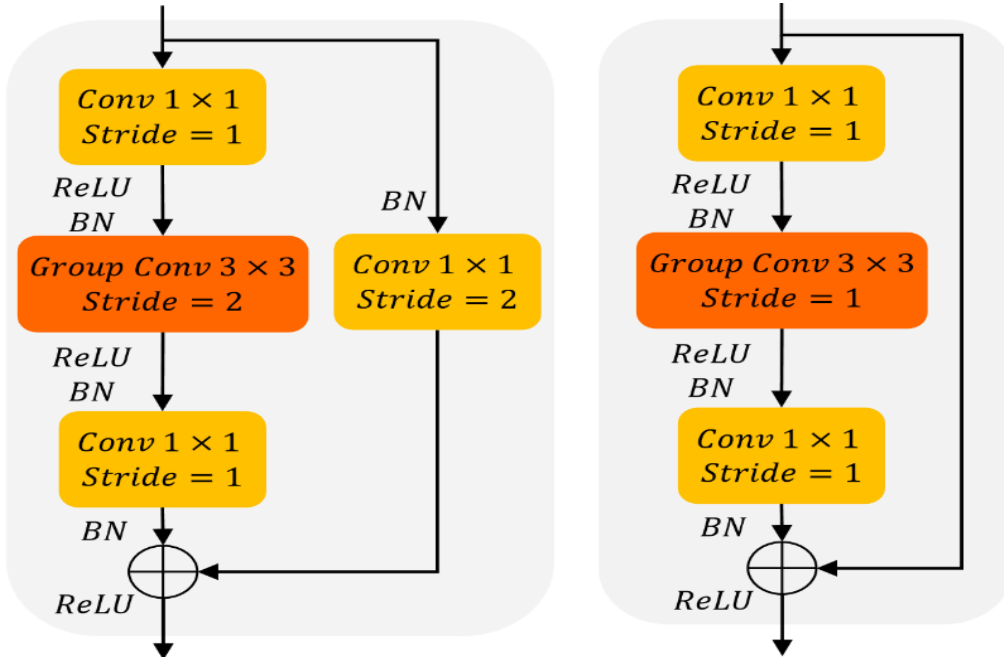 Conv 1 × 1
Stride = 1
ReLU
BN
Group Conv 3 × 3
Stride = 2
ReLU
BN
Conv 1 × 1
Stride = 1
BN
ReLU
BN
Conv 1 × 1
Stride = 2
Conv 1 × 1
Stride = 1
ReLU
BN
Group Conv 3 × 3
Stride = 1
ReLU
BN
Conv 1 × 1
Stride = 1
BN
ReLU